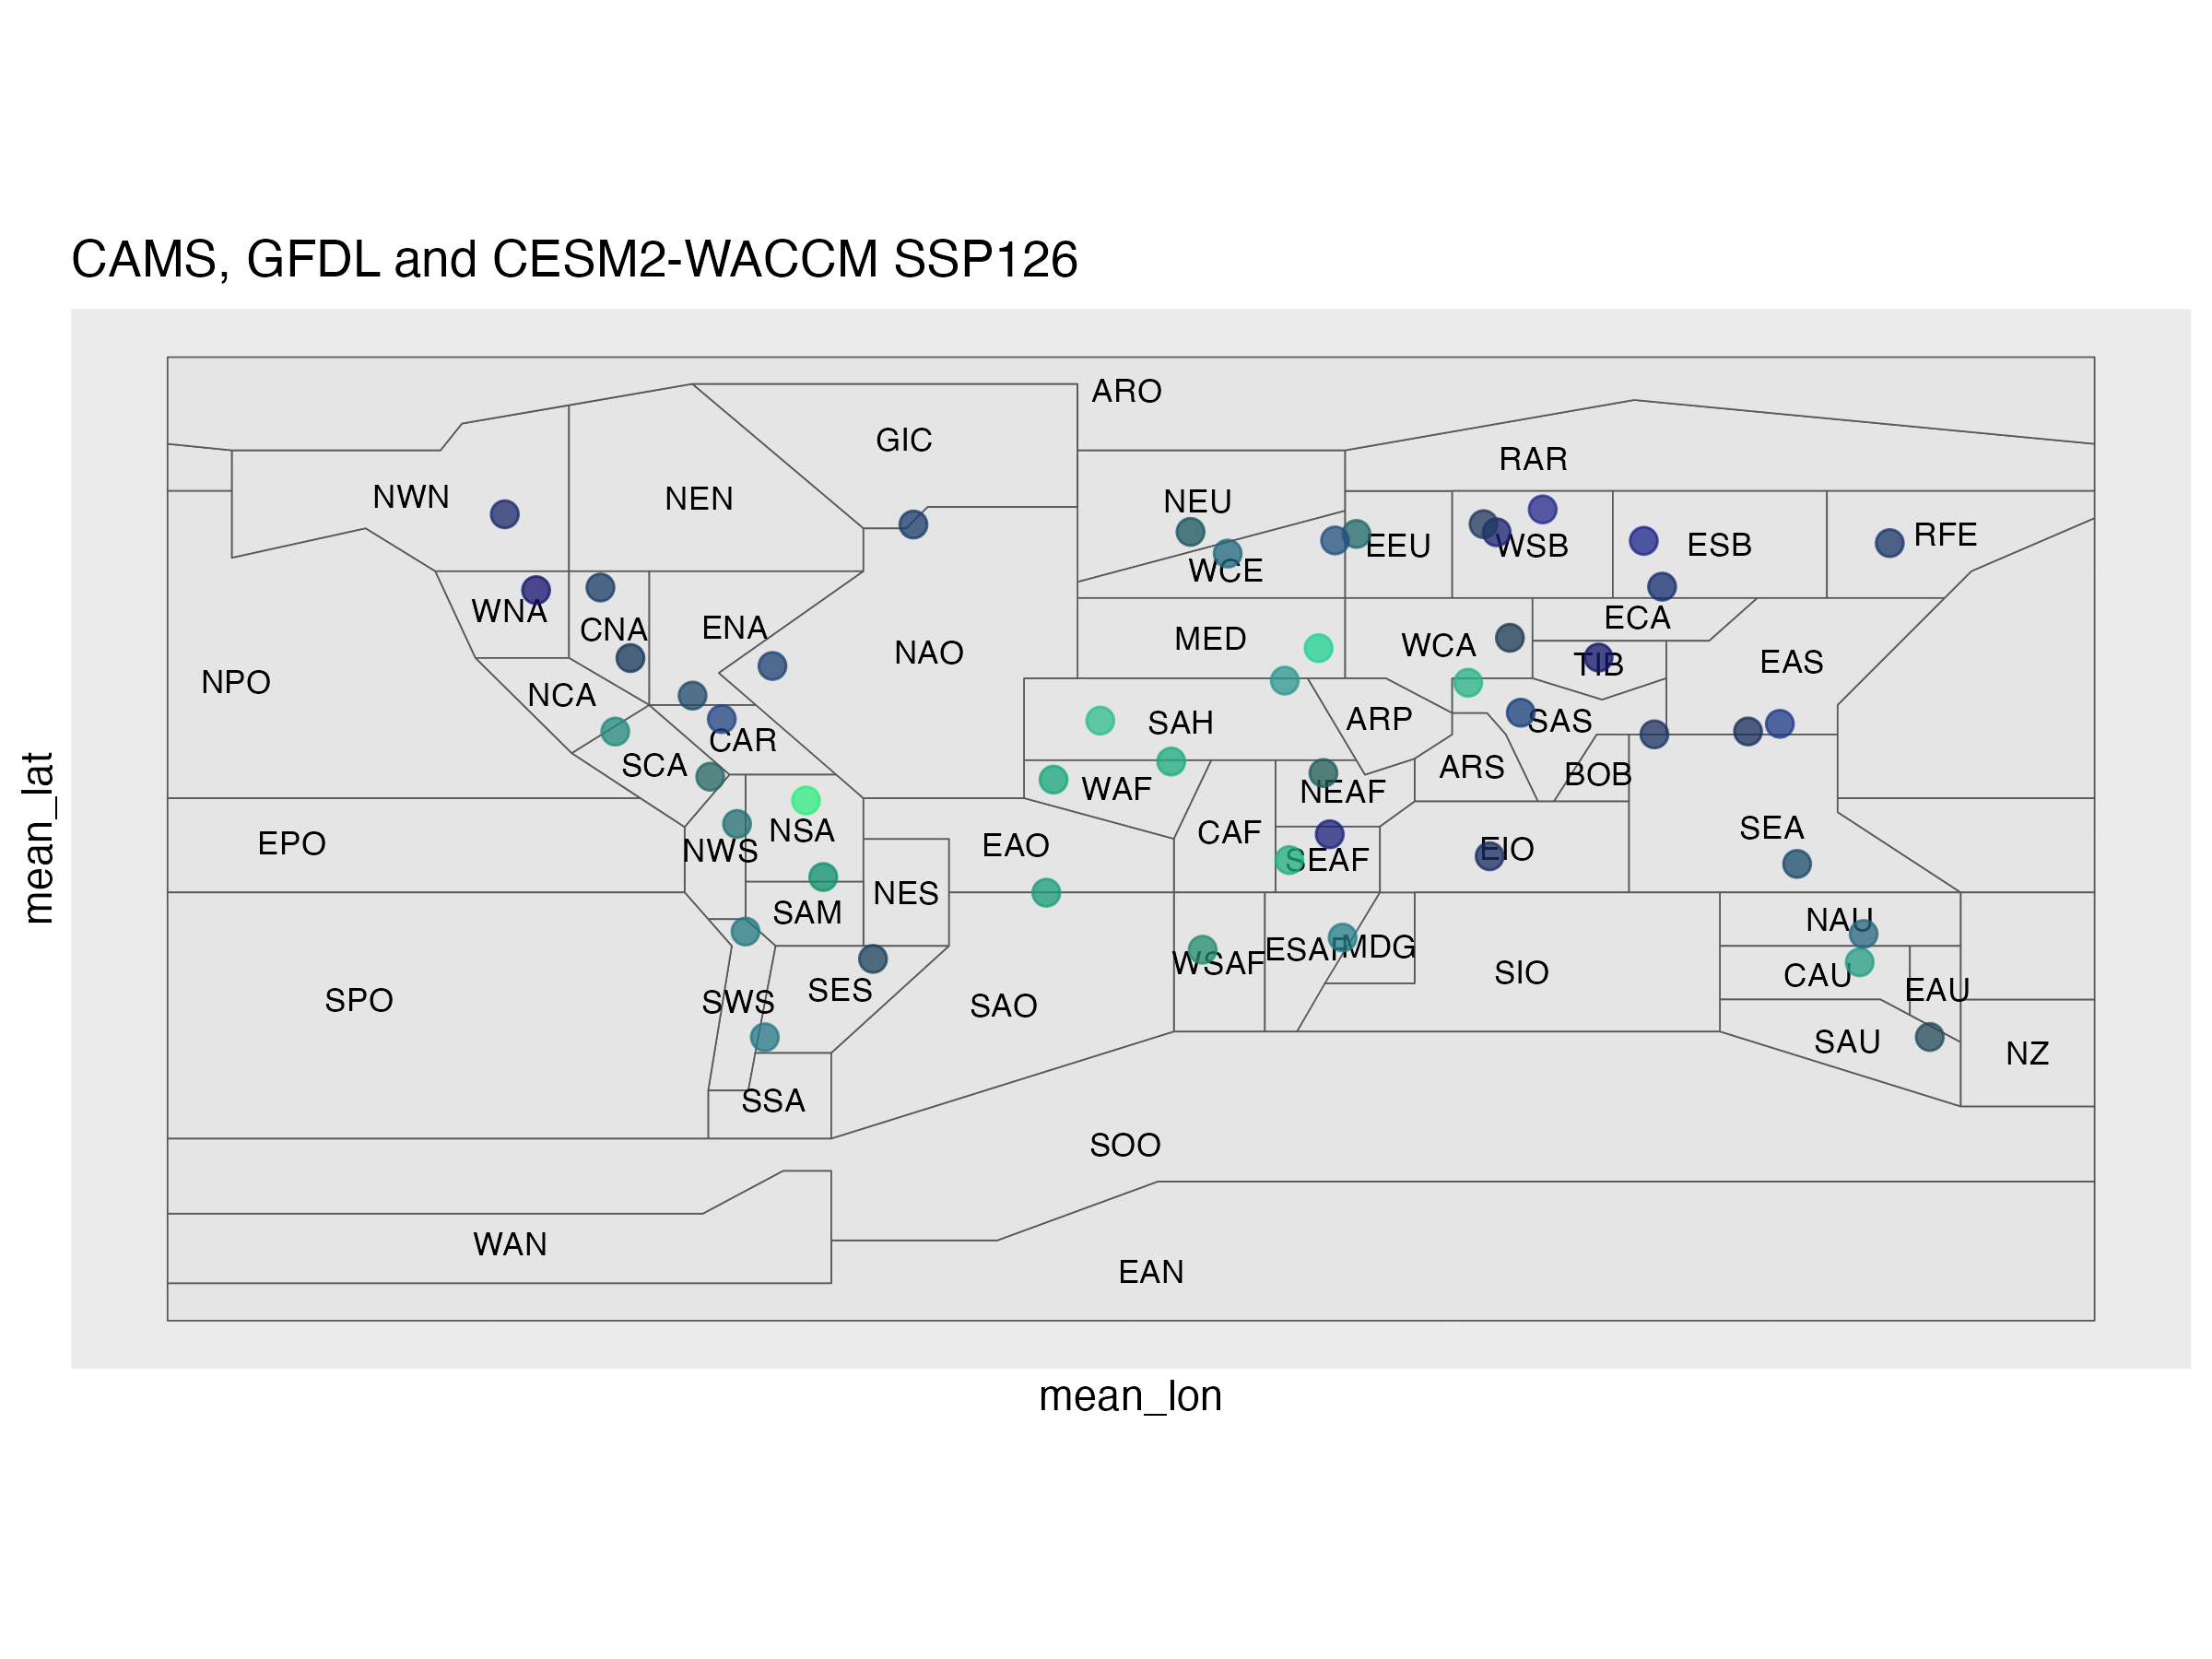 CAMS, GFDL and CESM2-WACCM SSP126
ARO
GIC
RAR
NWN
NEN
NEU
RFE
EEU
WSB
ESB
WCE
WNA
CNA
ENA
ECA
MED
WCA
NAO
TIB
EAS
NPO
NCA
SAH
ARP
SAS
CAR
SCA
ARS
BOB
WAF
NEAF
NSA
CAF
SEA
EPO
NWS
EAO
EIO
SEAF
NES
SAM
NAU
WSAF
ESAF
MDG
SIO
CAU
SES
EAU
SPO
SWS
SAO
SAU
NZ
SSA
SOO
WAN
EAN
mean_lat
mean_lon